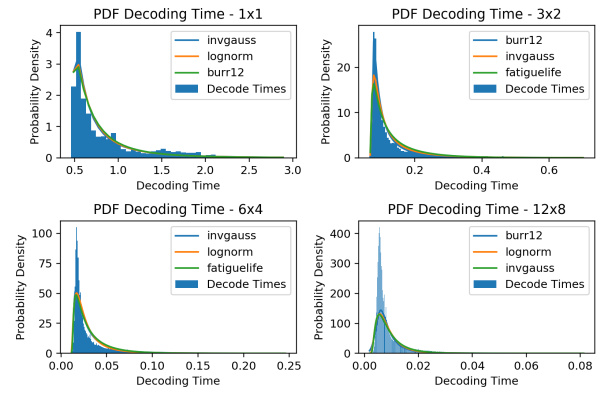 PDF Decoding Time - 1x1
Probability Density
4
3
2
1
0
0.5
1.0
1.5
2.0
2.5
3.0
Decoding Time
invgauss
lognorm
burr12
Decode Times
PDF Decoding Time - 3x2
Probability Density
20
10
0
0.2
0.4
0.6
Decoding Time
burr12
invgauss
fatiguelife
Decode Times
PDF Decoding Time - 6x4
Probability Density
100
75
50
25
0
0.00
0.05
0.10
0.15
0.20
0.25
Decoding Time
invgauss
lognorm
fatiguelife
Decode Times
PDF Decoding Time - 12x8
Probability Density
400
300
200
100
0
0.00
0.02
0.04
0.06
0.08
Decoding Time
burr12
lognorm
invgauss
Decode Times